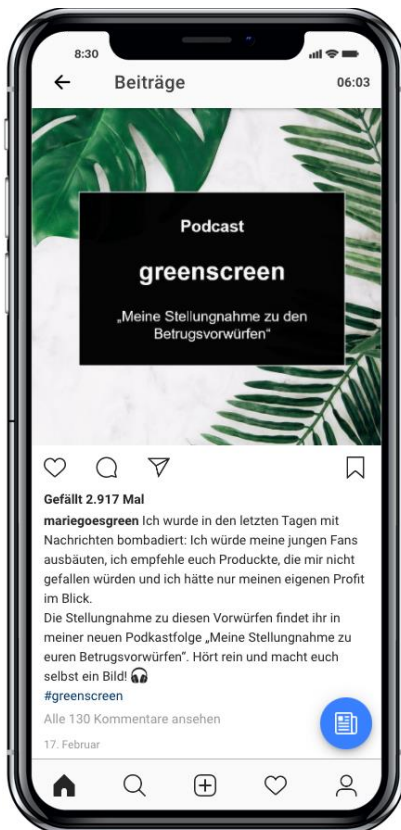 8:30
Beiträge
06:03
Podcast
greenscreen
„Meine Stellungnahme zu den
Betrugsvorwürfen“
Gefällt 2.917 Mal
mariegoesgreen Ich wurde in den letzten Tagen mit
Nachrichten bombadiert: Ich würde meine jungen Fans
ausbäuten, ich empfehle euch Produckte, die mir nicht
gefallen würden und ich hätte nur meinen eigenen Profit
im Blick.
Die Stellungnahme zu diesen Vorwürfen findet ihr in
meiner neuen Podkastfolge „Meine Stellungnahme zu
euren Betrugsvorwürfen“. Hört rein und macht euch
selbst ein Bild! 🎧
#greenscreen
Alle 130 Kommentare ansehen
17. Februar